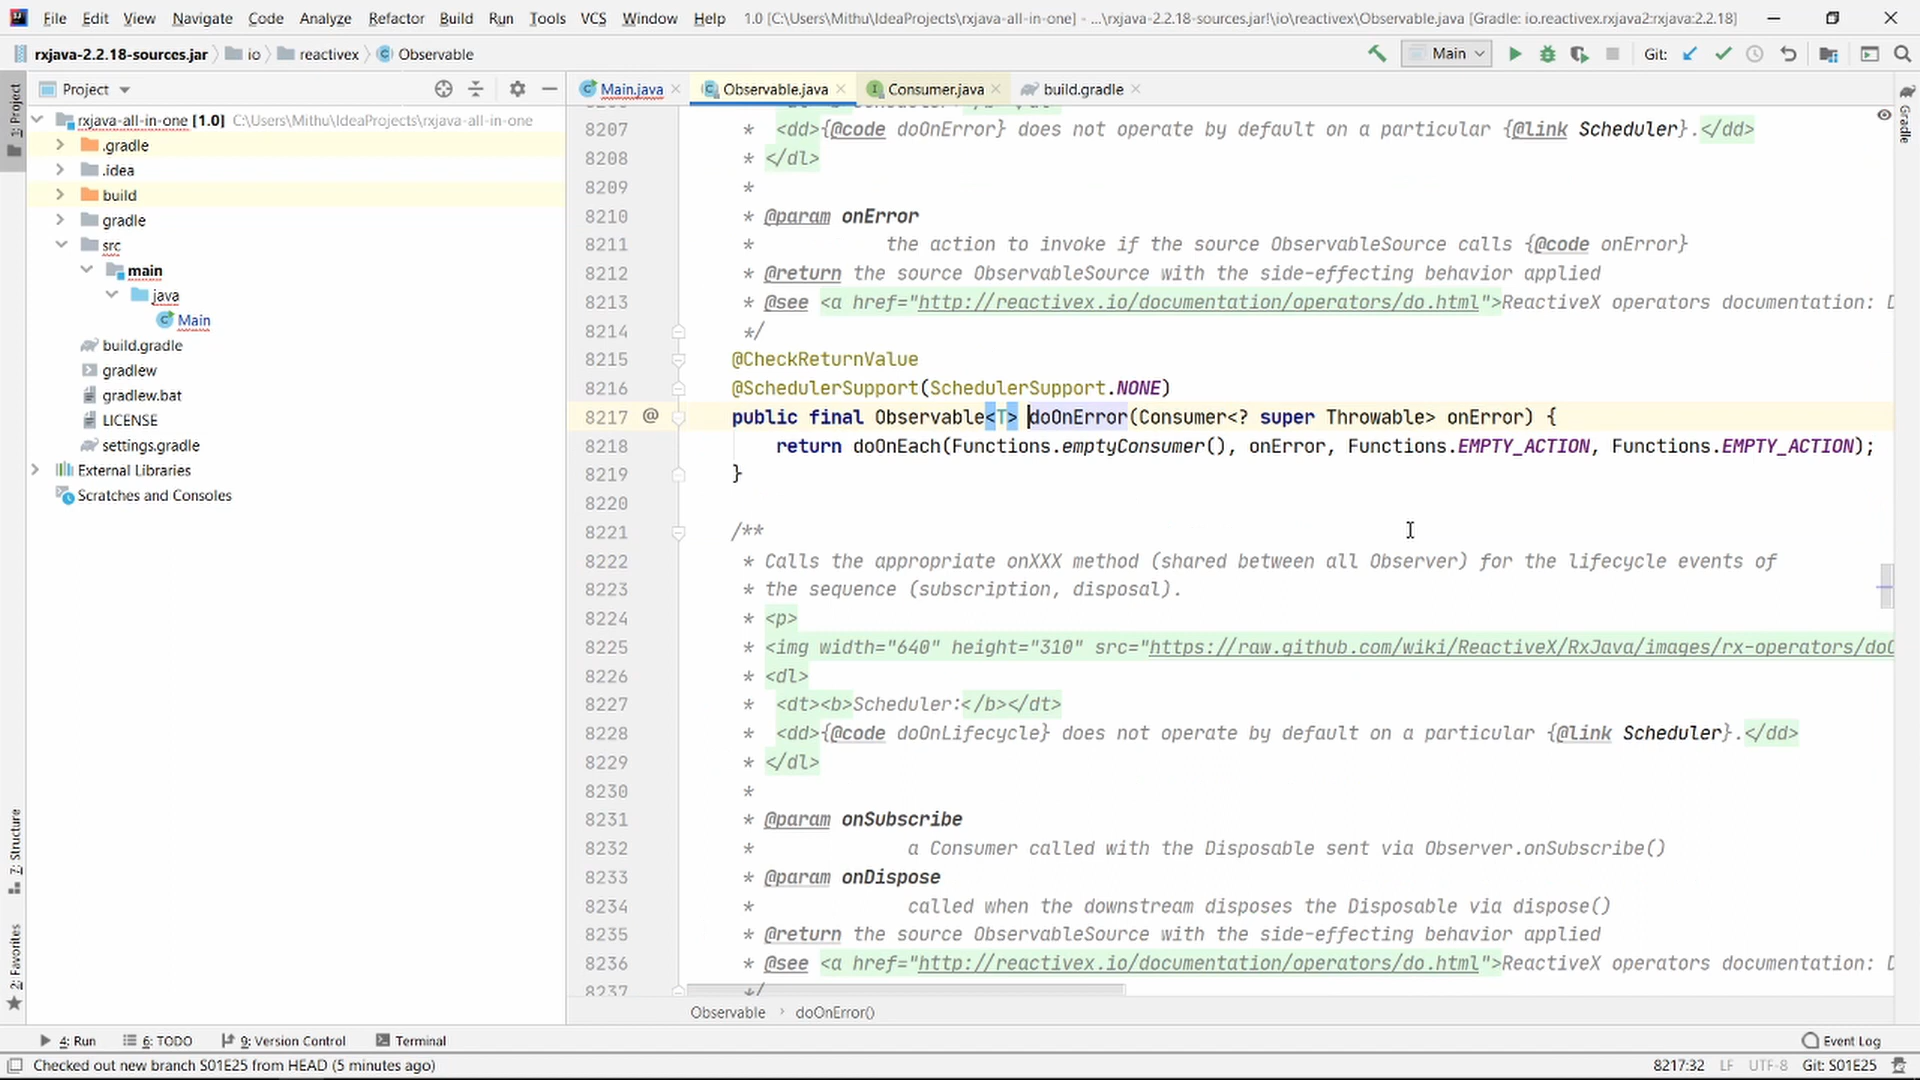 File Edit View Navigate Code Analyze Refactor Build Run Tools VCS Window Help 1.0 [C:\Users\Mithu\IdeaProjects\rxjava-all-in-one] - ...\rxjava-2.2.18-sources.jar!\io\reactivex\Observable.java [Gradle: io.reactivex.rxjava2:rxjava:2.2.18]
rxjava-2.2.18-sources.jar io reactivex Observable Main Git:
1: Project
Project
rxjava-all-in-one [1.0] C:\Users\Mithu\IdeaProjects\rxjava-all-in-one
.gradle
.idea
build
gradle
src
main
java
Main
build.gradle
gradlew
gradlew.bat
LICENSE
settings.gradle
External Libraries
Scratches and Consoles
7: Structure
2: Favorites
Main.java Observable.java Consumer.java build.gradle
Gradle
8207 * <dd>{@code doOnError} does not operate by default on a particular {@link Scheduler}.</dd>
8208 * </dl>
8209 *
8210 * @param onError
8211 * the action to invoke if the source ObservableSource calls {@code onError}
8212 * @return the source ObservableSource with the side-effecting behavior applied
8213 * @see <a href="http://reactivex.io/documentation/operators/do.html">ReactiveX operators documentation: D
8214 */
8215 @CheckReturnValue
8216 @SchedulerSupport(SchedulerSupport.NONE)
8217 @ public final Observable<T> doOnError(Consumer<? super Throwable> onError) {
8218 return doOnEach(Functions.emptyConsumer(), onError, Functions.EMPTY_ACTION, Functions.EMPTY_ACTION);
8219 }
8220
8221 /**
8222 * Calls the appropriate onXXX method (shared between all Observer) for the lifecycle events of
8223 * the sequence (subscription, disposal).
8224 * <p>
8225 * <img width="640" height="310" src="https://raw.github.com/wiki/ReactiveX/RxJava/images/rx-operators/doO
8226 * <dl>
8227 * <dt><b>Scheduler:</b></dt>
8228 * <dd>{@code doOnLifecycle} does not operate by default on a particular {@link Scheduler}.</dd>
8229 * </dl>
8230 *
8231 * @param onSubscribe
8232 * a Consumer called with the Disposable sent via Observer.onSubscribe()
8233 * @param onDispose
8234 * called when the downstream disposes the Disposable via dispose()
8235 * @return the source ObservableSource with the side-effecting behavior applied
8236 * @see <a href="http://reactivex.io/documentation/operators/do.html">ReactiveX operators documentation: D
8237 */
Observable doOnError()
4: Run 6: TODO 9: Version Control Terminal Event Log
Checked out new branch S01E25 from HEAD (5 minutes ago) 8217:32 LF UTF-8 Git: S01E25